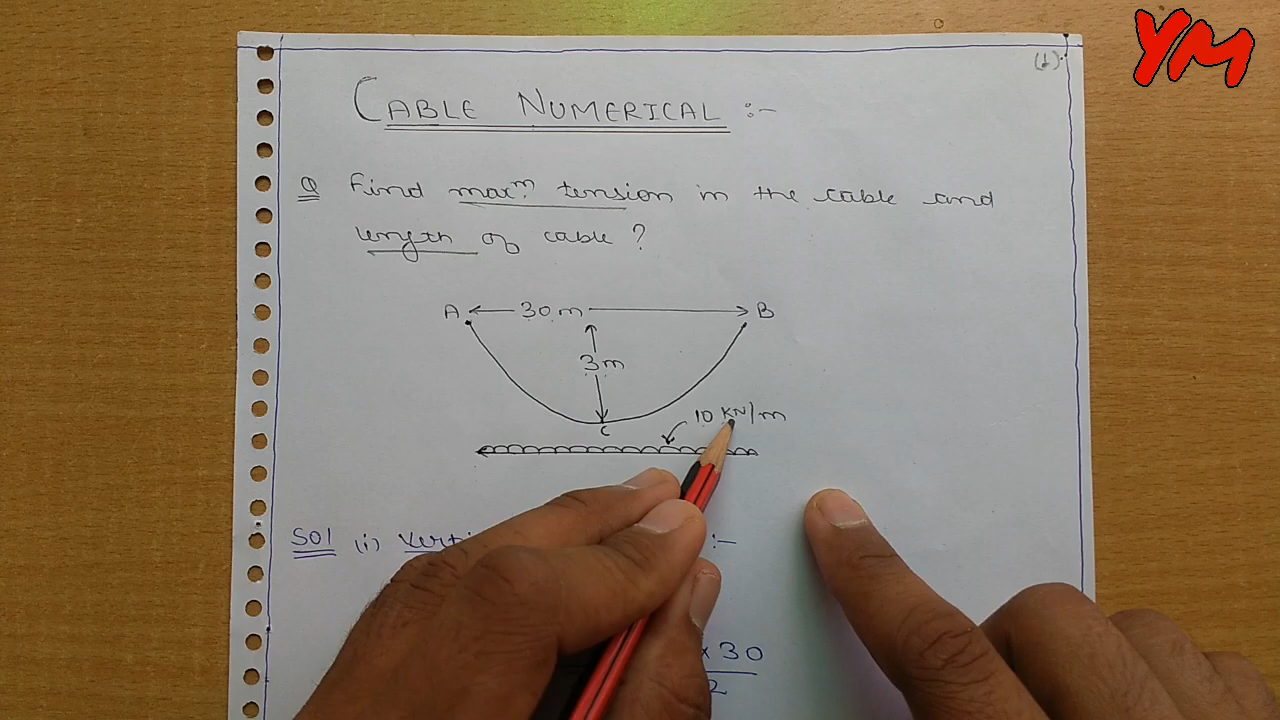 YM
(1).
CABLE NUMERICAL :-
Q Find maxm. tension in the cable and
length of cable ?
A 30m B
3m
10 KN/m
C
SOl (i) :-
x 30
2